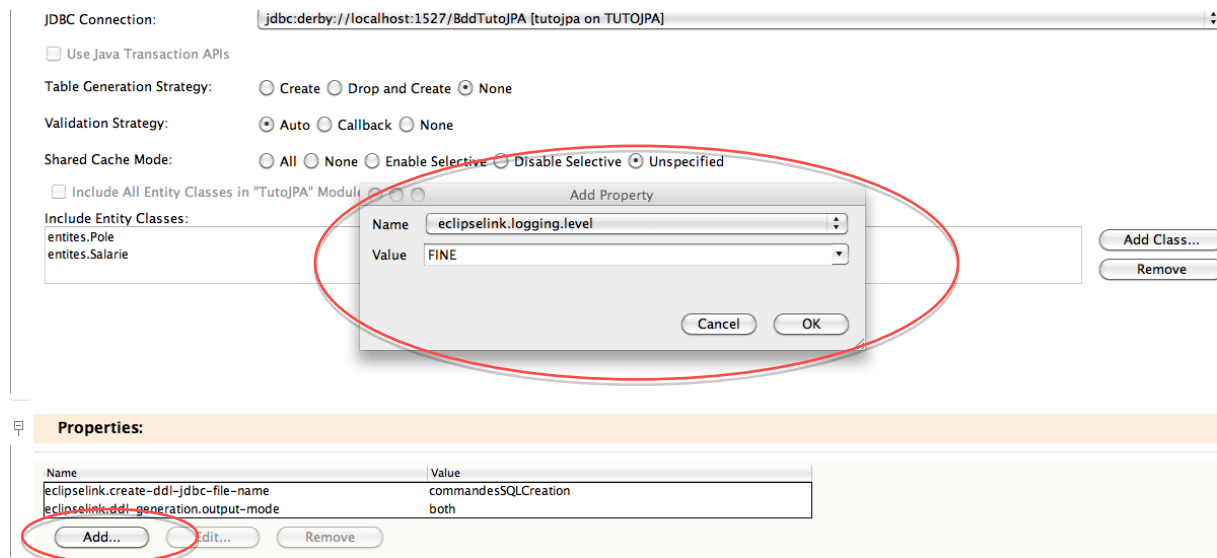 JDBC Connection: jdbc:derby://localhost:1527/BddTutoJPA [tutojpa on TUTOJPA]
Use Java Transaction APIs
Table Generation Strategy: Create Drop and Create None
Validation Strategy: Auto Callback None
Shared Cache Mode: All None Enable Selective Disable Selective Unspecified
Include All Entity Classes in "TutoJPA" Module
Add Property
Include Entity Classes:
entites.Pole
entites.Salarie
Name eclipselink.logging.level
Value FINE
Cancel OK
Add Class...
Remove
Properties:
Name Value
eclipselink.create-ddl-jdbc-file-name commandesSQLCreation
eclipselink.ddl-generation.output-mode both
Add... Edit... Remove